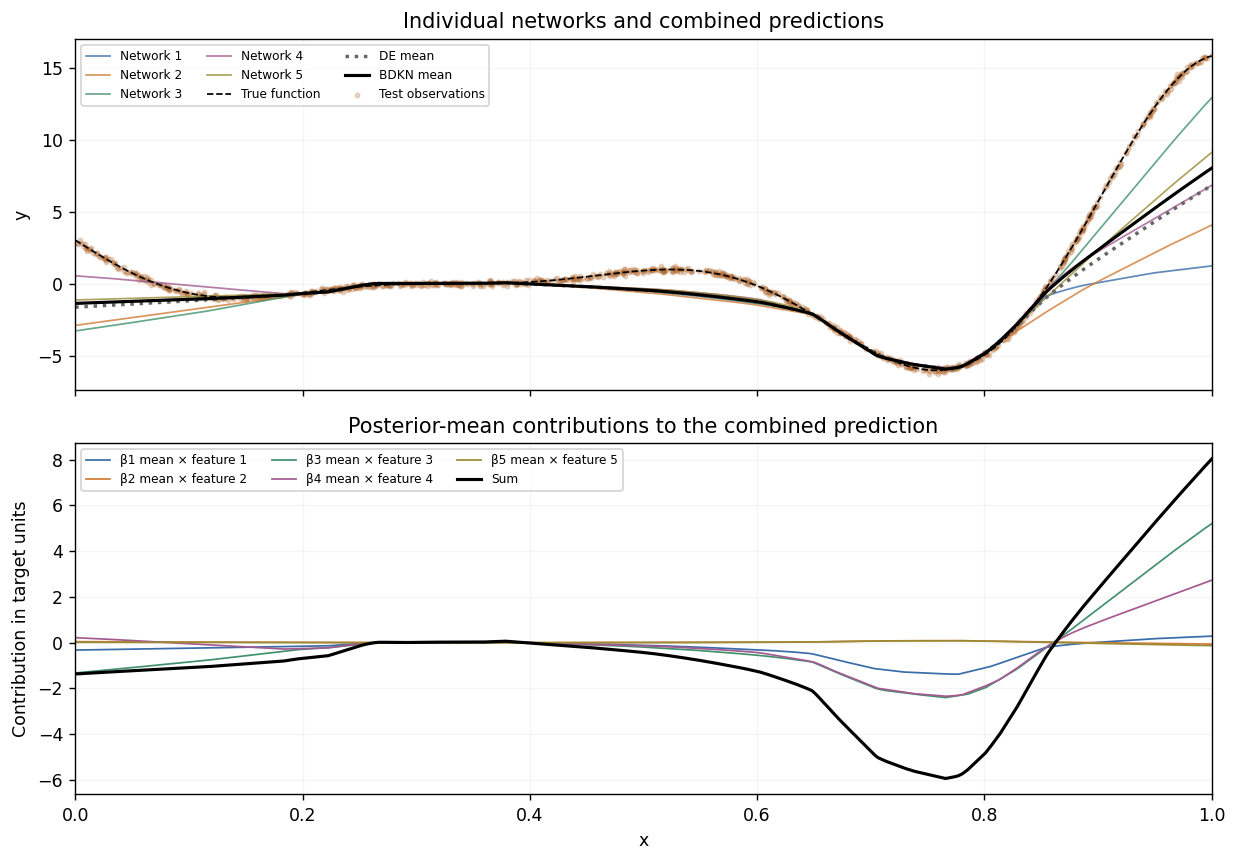 Individual networks and combined predictions
Network 1 Network 4 DE mean
Network 2 Network 5 BDKN mean
Network 3 True function Test observations
15
10
5
0
−5
y
Posterior-mean contributions to the combined prediction
β1 mean × feature 1 β3 mean × feature 3 β5 mean × feature 5
β2 mean × feature 2 β4 mean × feature 4 Sum
8
6
4
2
0
−2
−4
−6
Contribution in target units
0.0 0.2 0.4 0.6 0.8 1.0
x